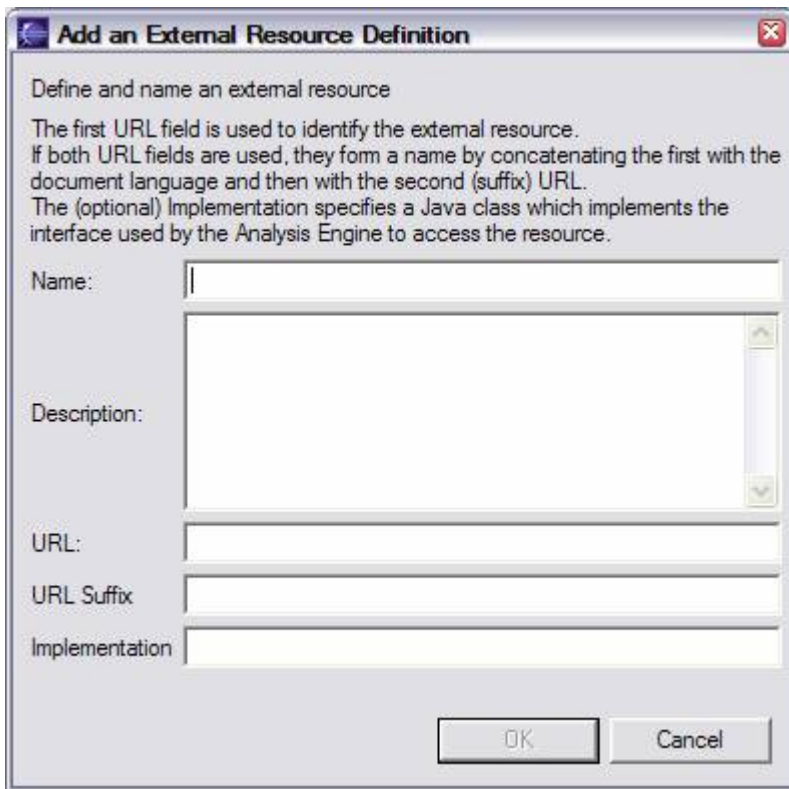 Add an External Resource Definition
Define and name an external resource
The first URL field is used to identify the external resource.
If both URL fields are used, they form a name by concatenating the first with the
document language and then with the second (suffix) URL.
The (optional) Implementation specifies a Java class which implements the
interface used by the Analysis Engine to access the resource.
Name:
Description:
URL:
URL Suffix
Implementation
OK Cancel